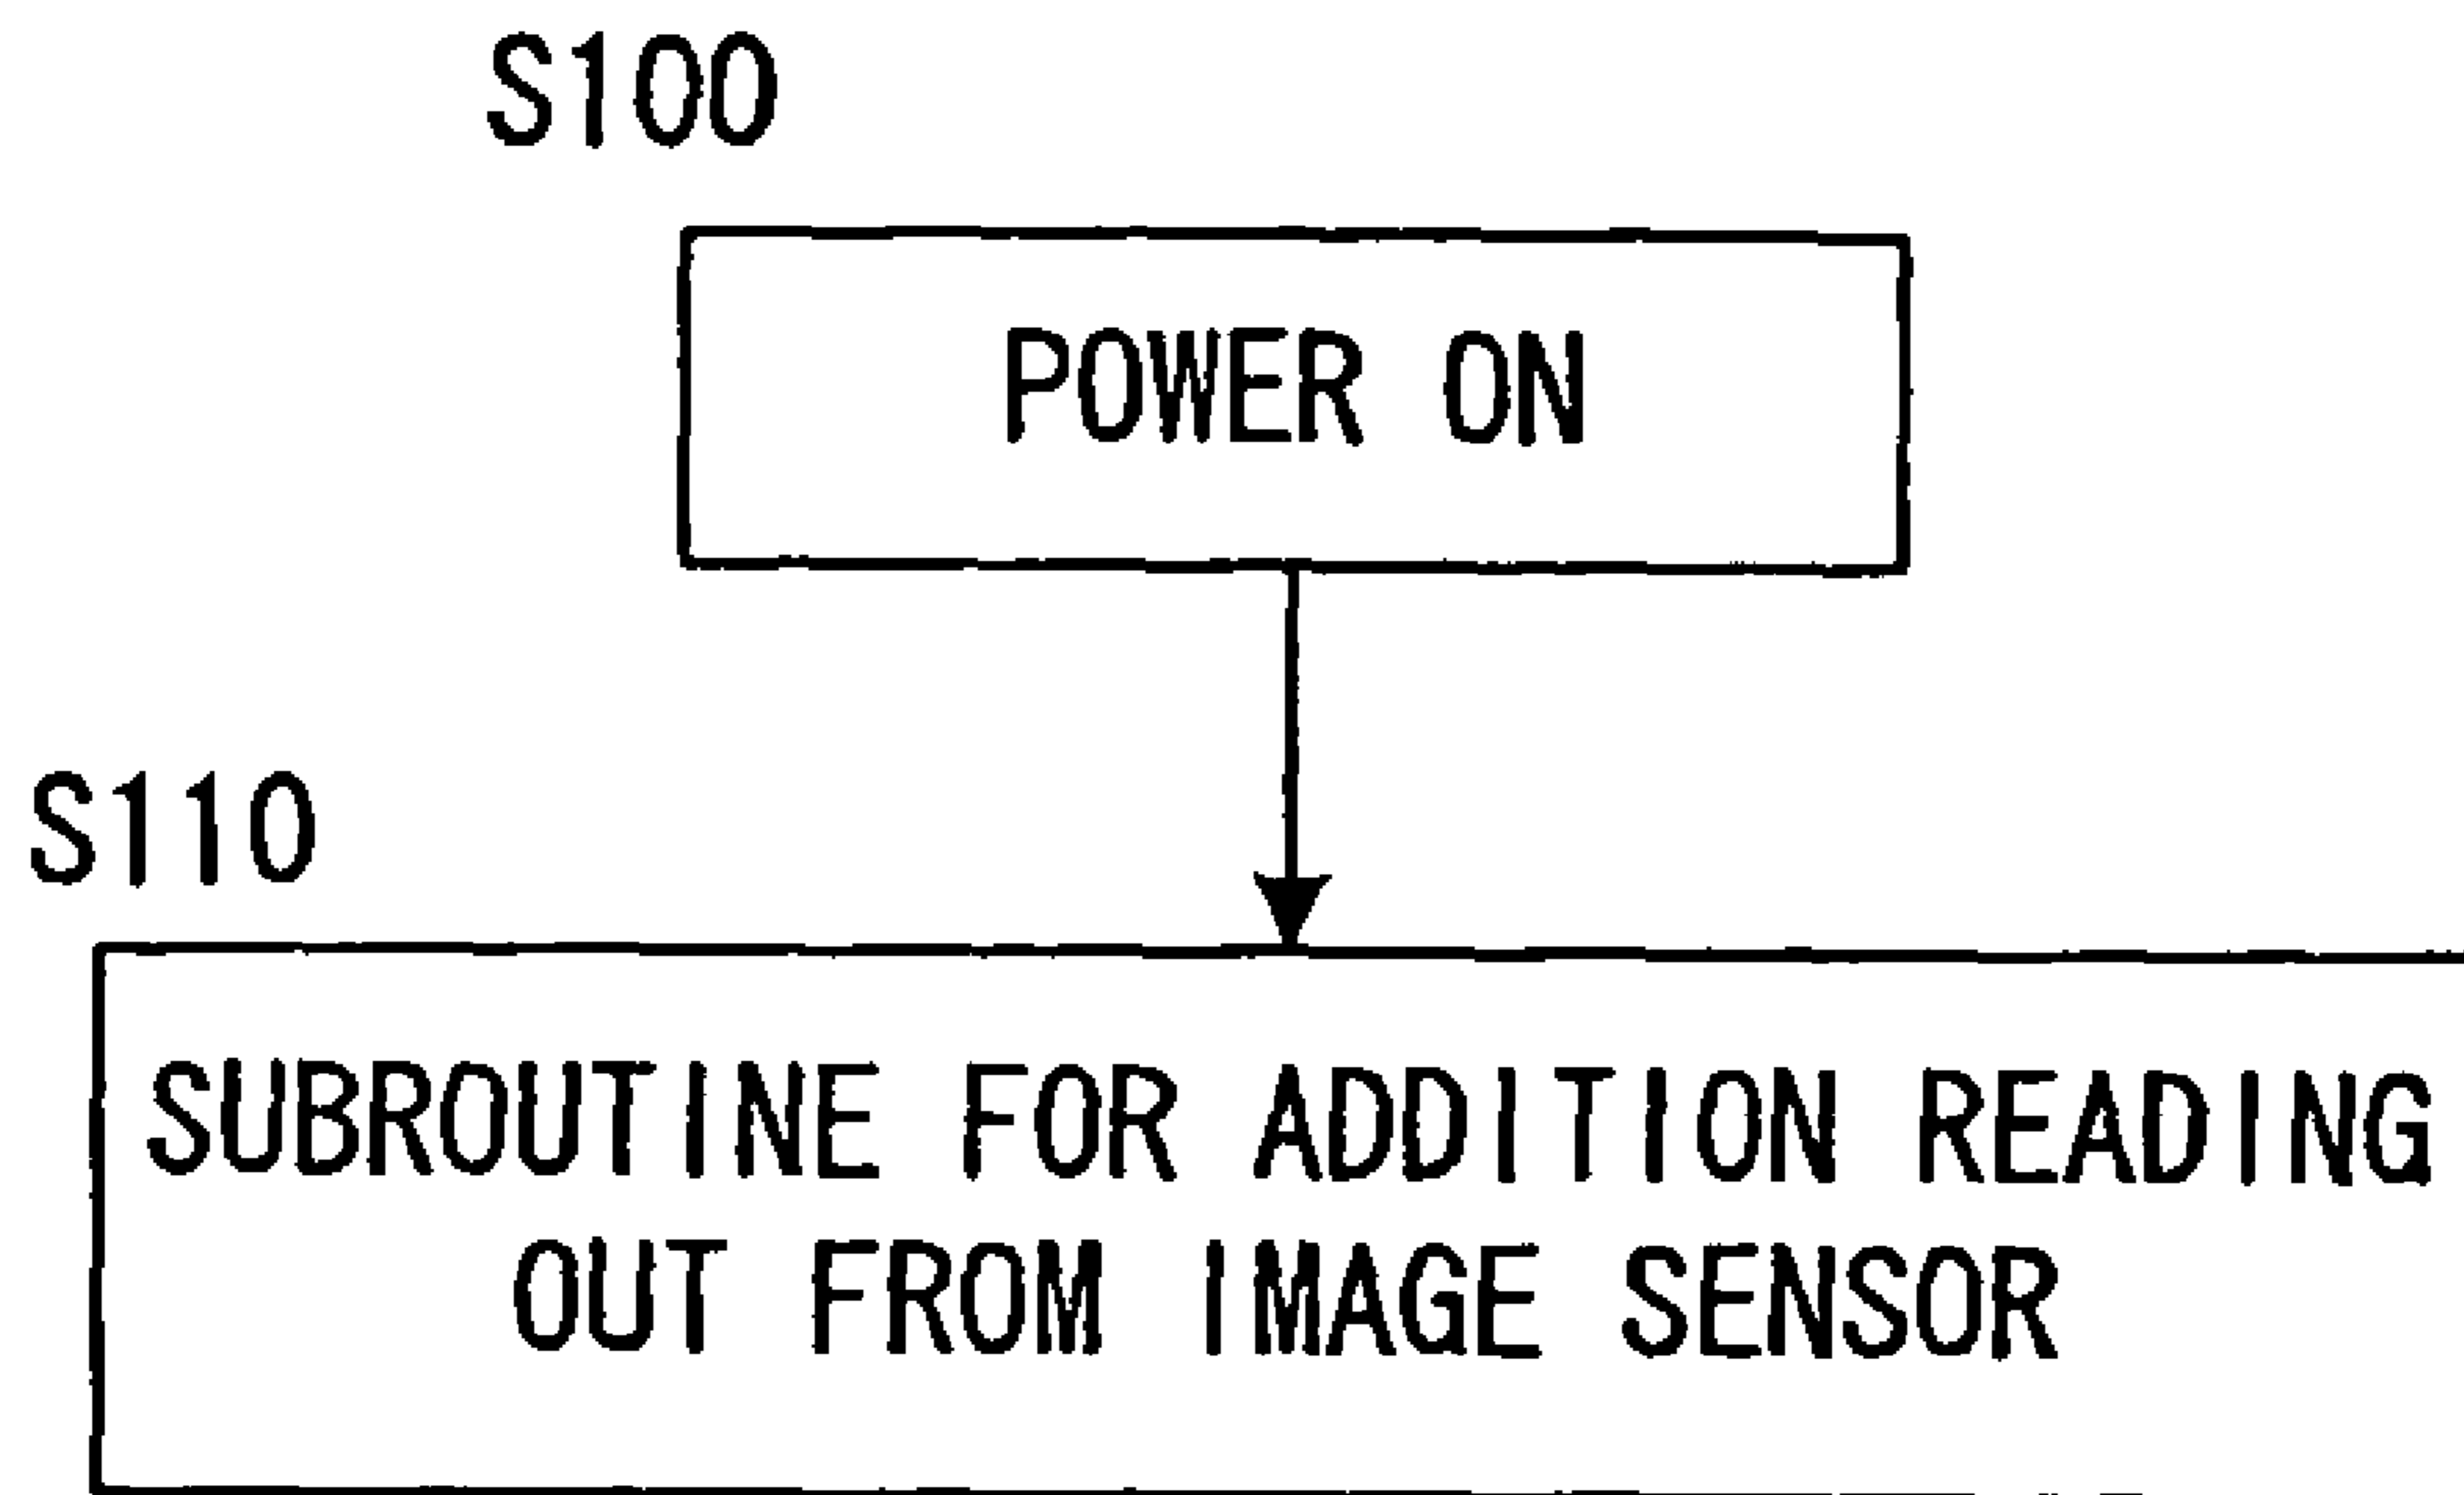 S100
POWER ON
S110
SUBROUTINE FOR ADDITION READING
OUT FROM IMAGE SENSOR